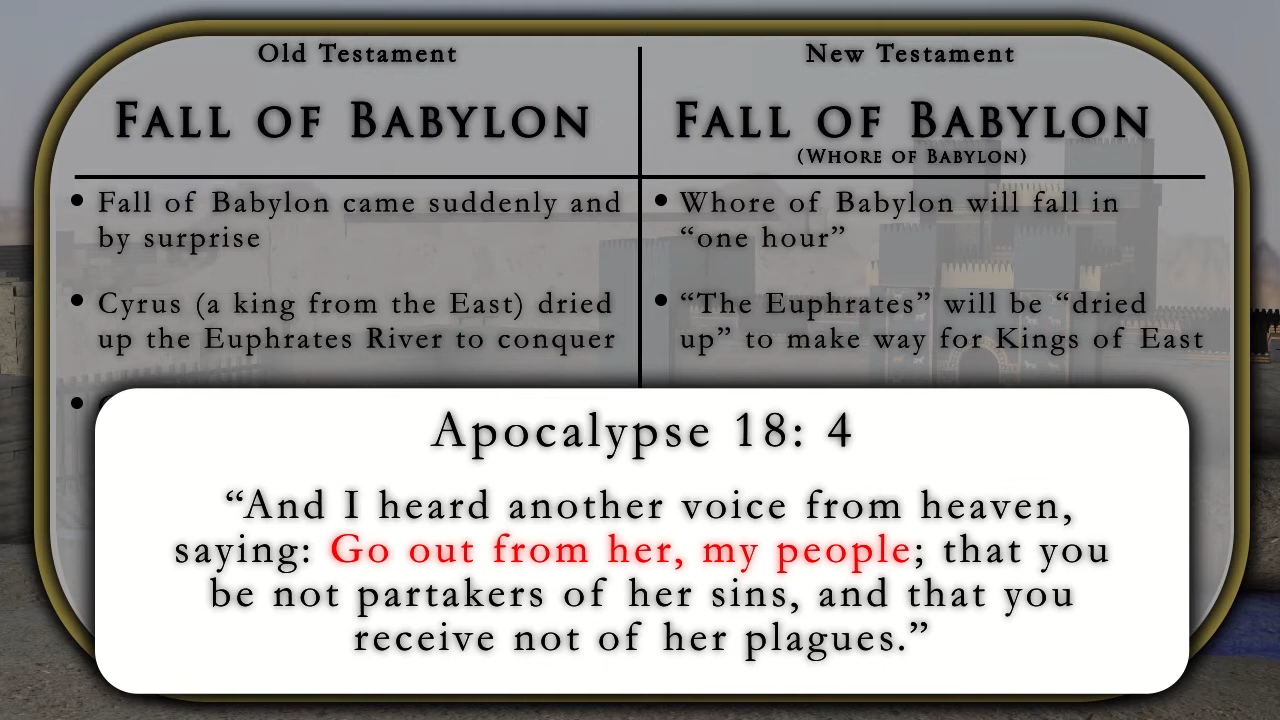 Old Testament
Fall of Babylon
• Fall of Babylon came suddenly and
by surprise
• Cyrus (a king from the East) dried
up the Euphrates River to conquer
•
New Testament
Fall of Babylon
(Whore of Babylon)
• Whore of Babylon will fall in
“one hour”
• “The Euphrates” will be “dried
up” to make way for Kings of East
Apocalypse 18: 4
“And I heard another voice from heaven,
saying: Go out from her, my people; that you
be not partakers of her sins, and that you
receive not of her plagues.”